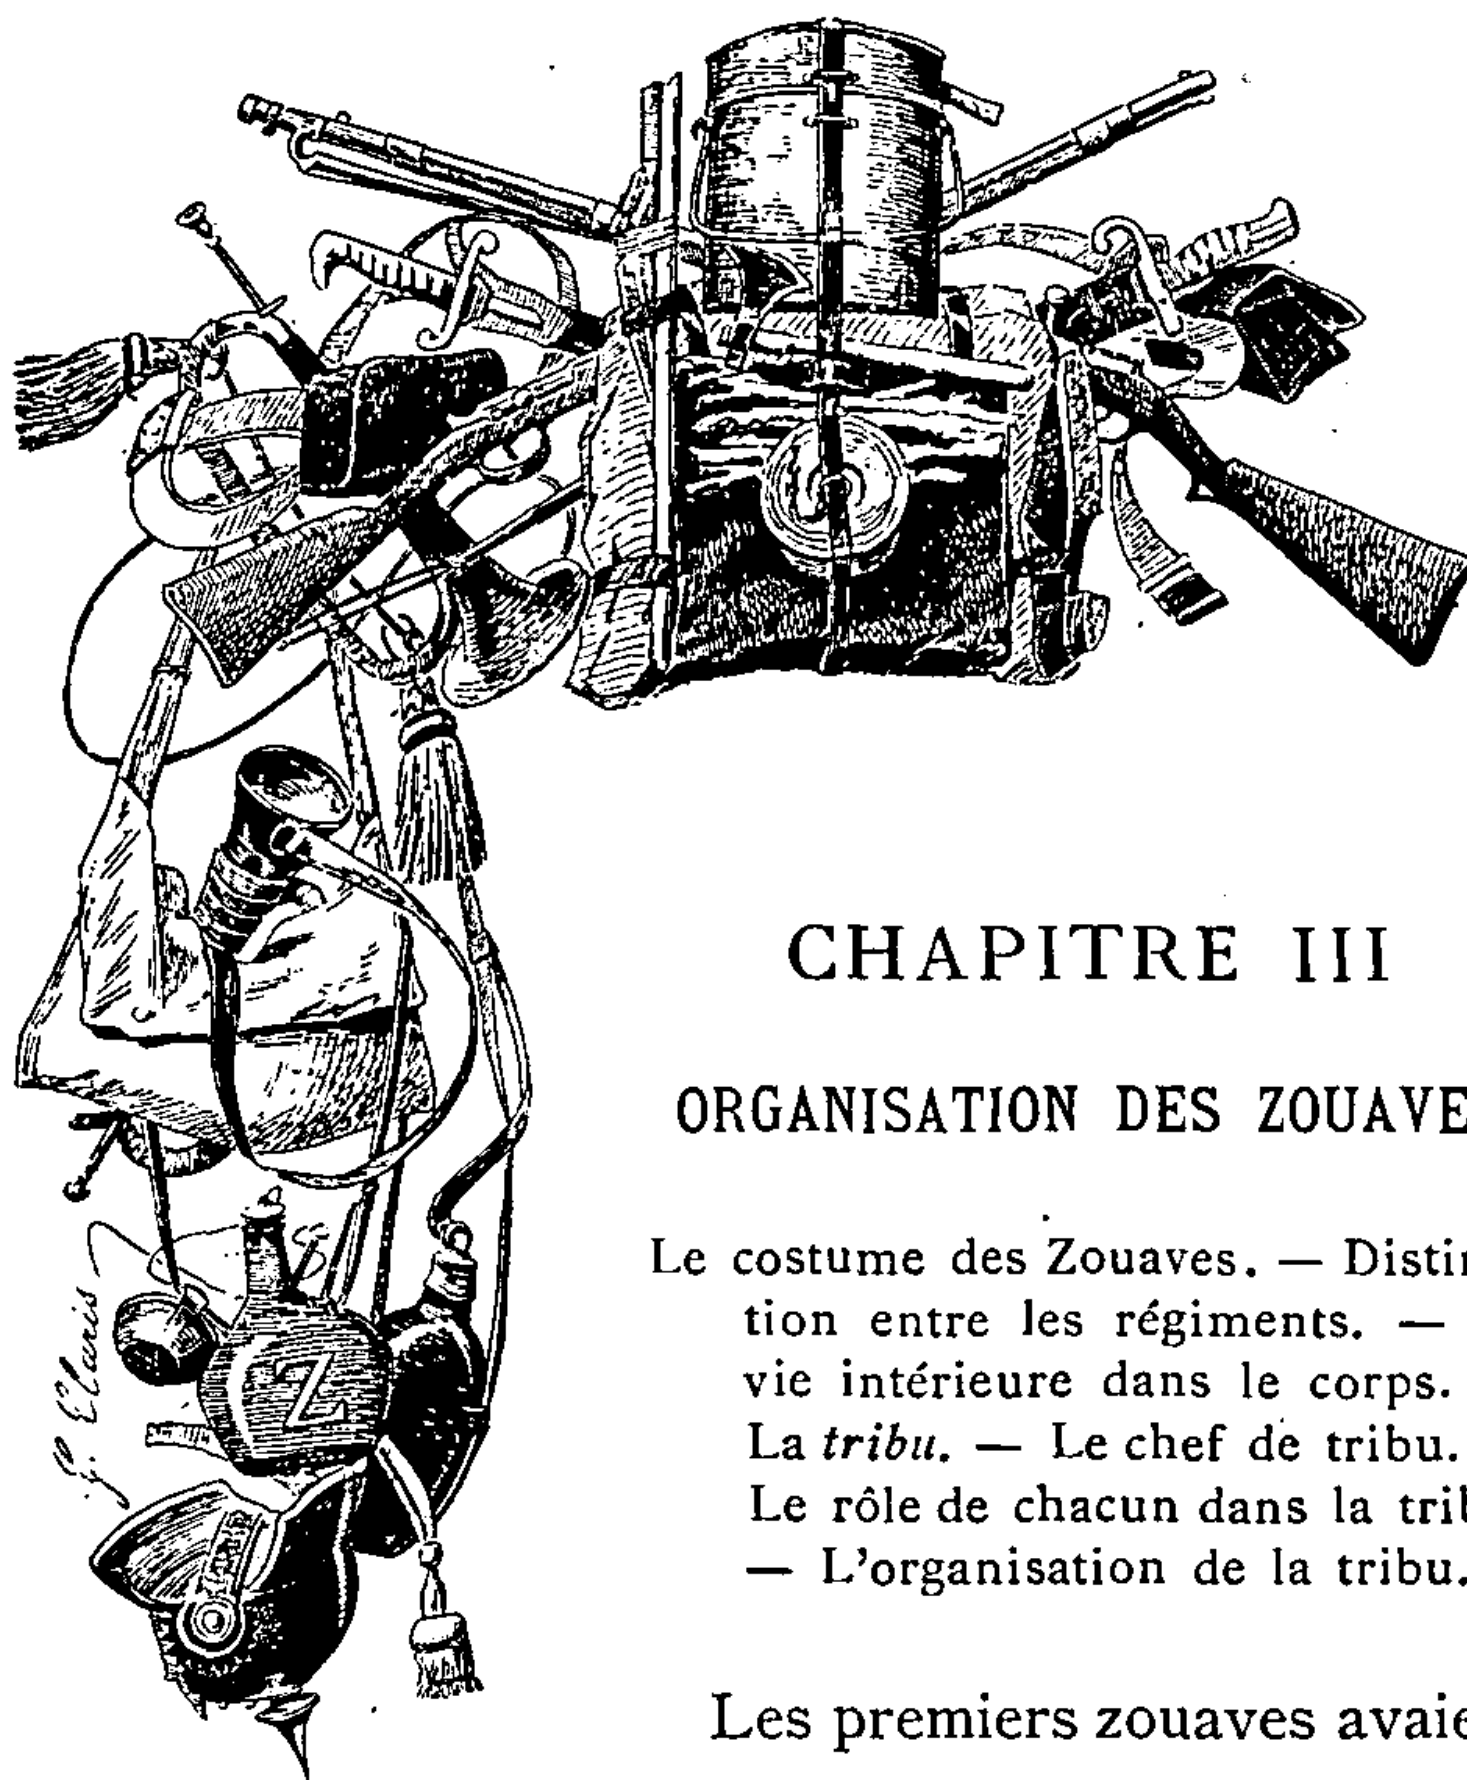 CHAPITRE III
ORGANISATION DES ZOUAVE
Le costume des Zouaves. — Distin
tion entre les régiments. —
vie intérieure dans le corps.
La tribu. — Le chef de tribu.
Le rôle de chacun dans la trib
— L'organisation de la tribu.
Les premiers zouaves avaie
Z